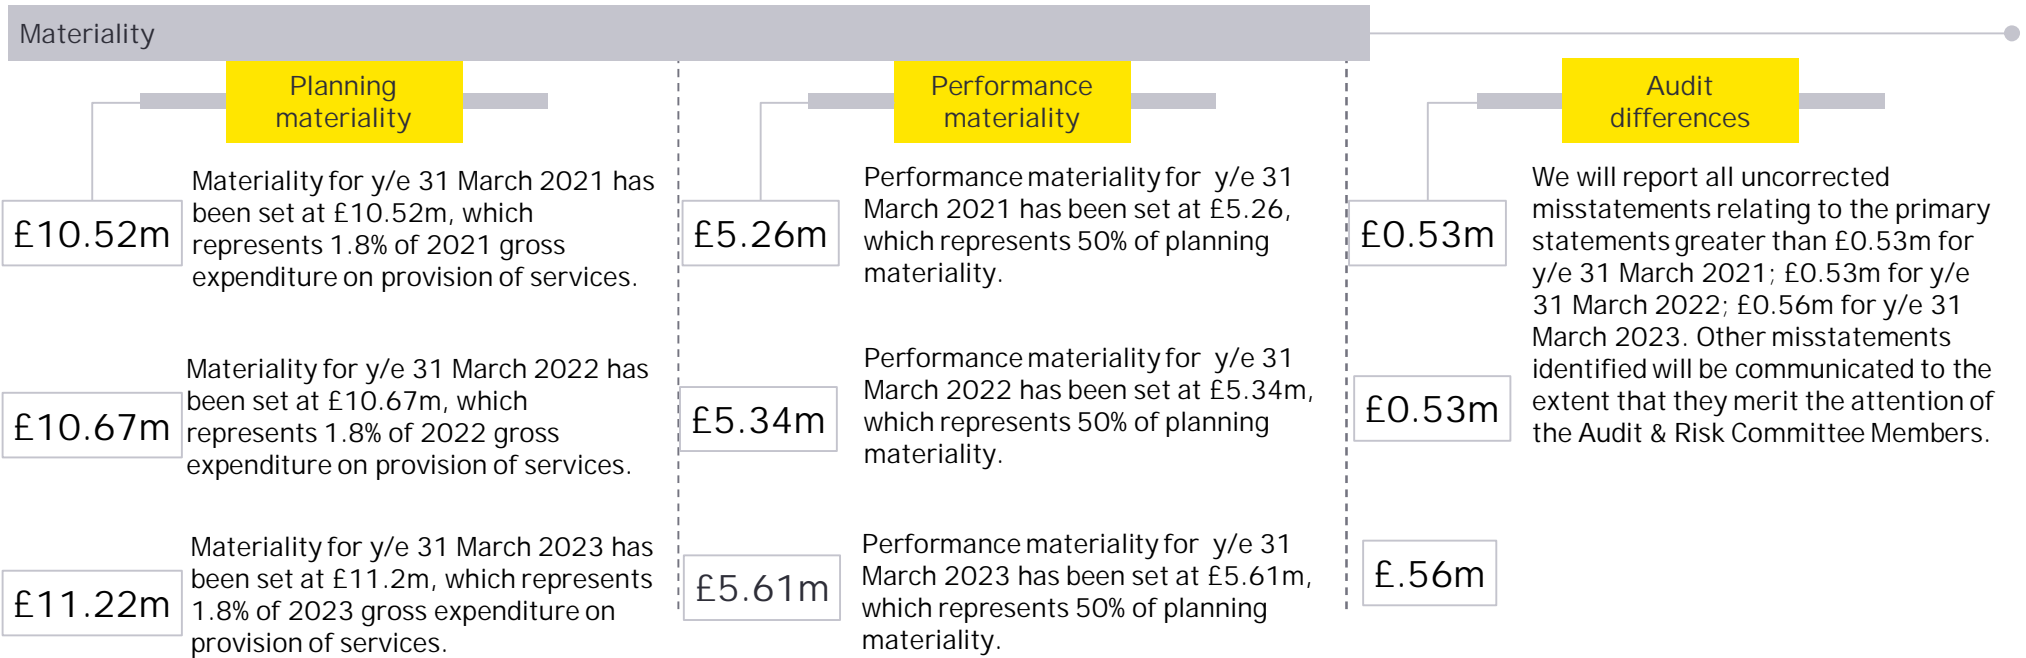 Materiality
Planning
materiality
£10.52m
Materiality for y/e 31 March 2021 has
been set at £10.52m, which
represents 1.8% of 2021 gross
expenditure on provision of services.
£10.67m
Materiality for y/e 31 March 2022 has
been set at £10.67m, which
represents 1.8% of 2022 gross
expenditure on provision of services.
£11.22m
Materiality for y/e 31 March 2023 has
been set at £11.2m, which represents
1.8% of 2023 gross expenditure on
provision of services.
Performance
materiality
£5.26m
Performance materiality for y/e 31
March 2021 has been set at £5.26,
which represents 50% of planning
materiality.
£5.34m
Performance materiality for y/e 31
March 2022 has been set at £5.34m,
which represents 50% of planning
materiality.
£5.61m
Performance materiality for y/e 31
March 2023 has been set at £5.61m,
which represents 50% of planning
materiality.
Audit
differences
£0.53m
£0.53m
£.56m
We will report all uncorrected
misstatements relating to the primary
statements greater than £0.53m for
y/e 31 March 2021; £0.53m for y/e
31 March 2022; £0.56m for y/e 31
March 2023. Other misstatements
identified will be communicated to the
extent that they merit the attention of
the Audit & Risk Committee Members.